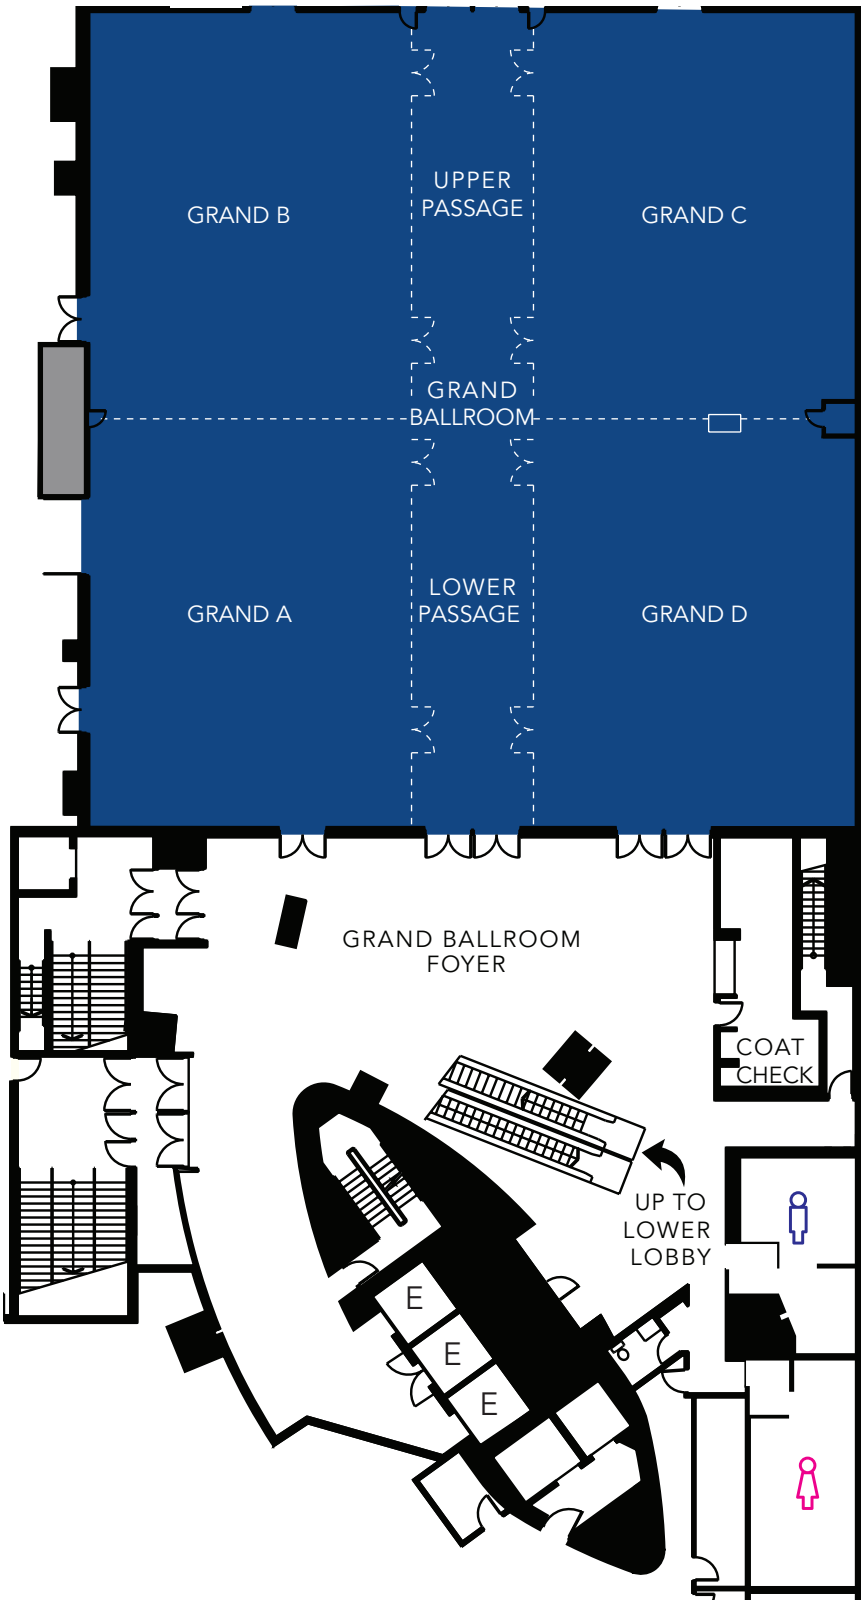 GRAND B
UPPER
PASSAGE
GRAND C
GRAND
BALLROOM
GRAND A
LOWER
PASSAGE
GRAND D
GRAND BALLROOM
FOYER
COAT
CHECK
UP TO
LOWER
LOBBY
E
E
E